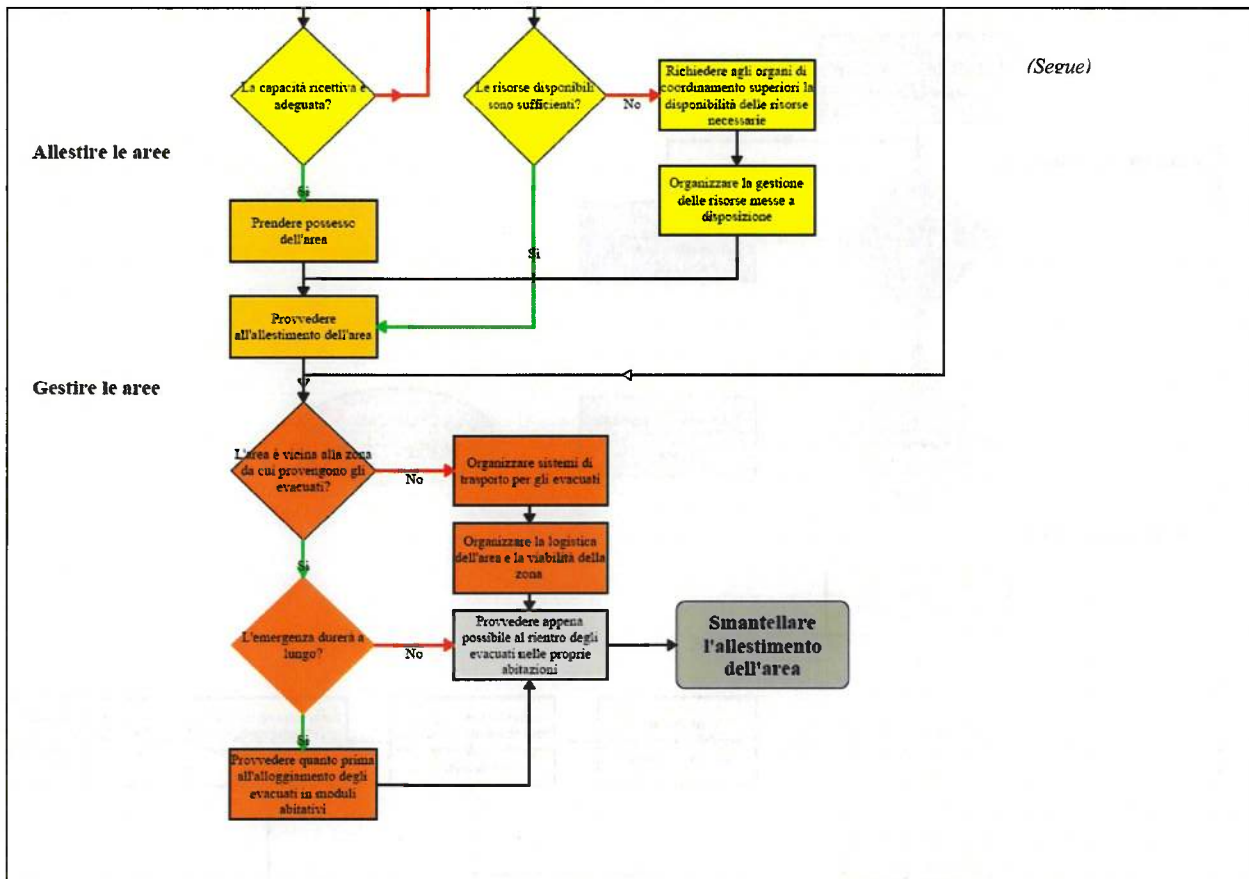 (Segue)
La capacità ricettiva è
adeguata?
Le risorse disponibili
sono sufficienti?
No
Richiedere agli organi di
coordinamento superiori la
disponibilità delle risorse
necessarie
Allestire le aree
Si
Organizzare la gestione
delle risorse messe a
disposizione
Prendere possesso
dell'area
Si
Provvedere
all'allestimento dell'area
Gestire le aree
L'area è vicina alla zona
da cui provengono gli
evacuati?
No
Organizzare sistemi di
trasporto per gli evacuati
Organizzare la logistica
dell'area e la viabilità della
zona
Si
L'emergenza durerà a
lungo?
No
Provvedere appena
possibile al rientro degli
evacuati nelle proprie
abitazioni
Smantellare
l'allestimento
dell'area
Si
Provvedere quanto prima
all'alloggiamento degli
evacuati in moduli
abitativi